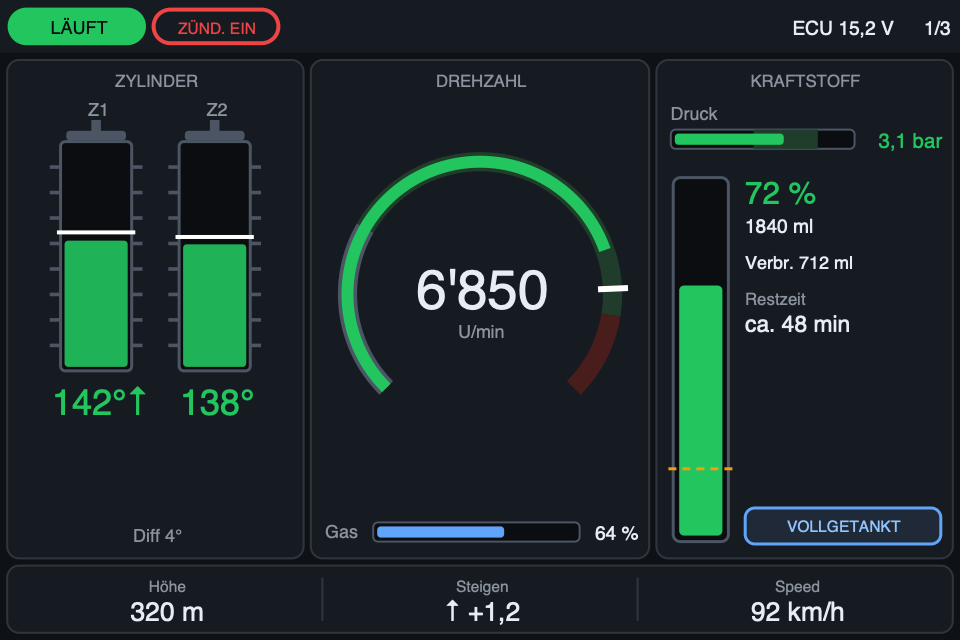 LÄUFT
ZÜND. EIN
ECU 15,2 V
1/3
ZYLINDER
Z1
Z2
142°↑
138°
Diff 4°
DREHZAHL
6'850
U/min
Gas
64 %
KRAFTSTOFF
Druck
3,1 bar
72 %
1840 ml
Verbr. 712 ml
Restzeit
ca. 48 min
VOLLGETANKT
Höhe
320 m
Steigen
↑ +1,2
Speed
92 km/h